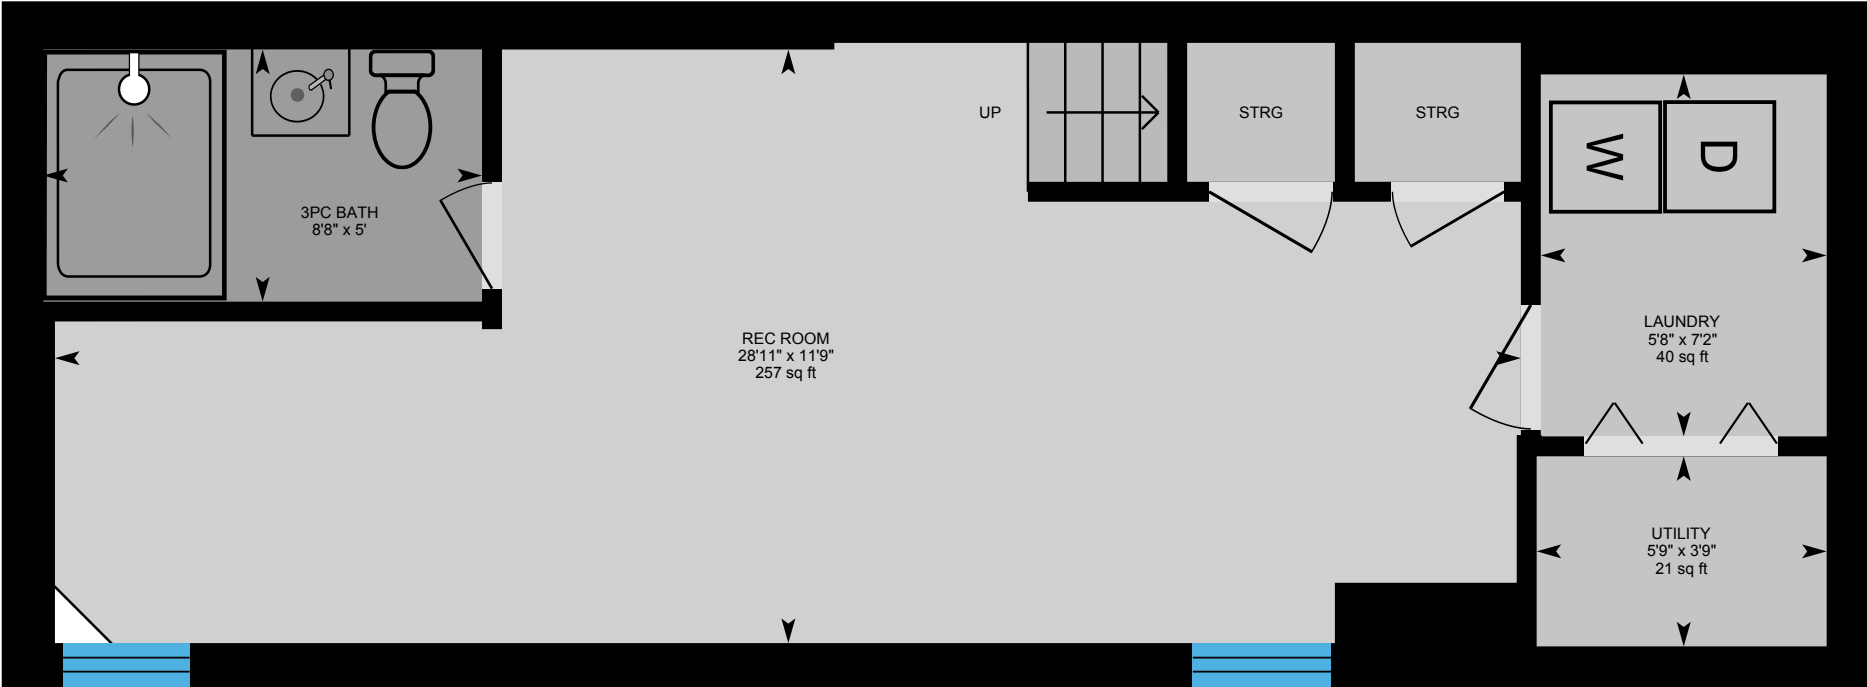 UP
STRG
STRG
W
D
3PC BATH
8'8" x 5'
REC ROOM
28'11" x 11'9"
257 sq ft
LAUNDRY
5'8" x 7'2"
40 sq ft
UTILITY
5'9" x 3'9"
21 sq ft